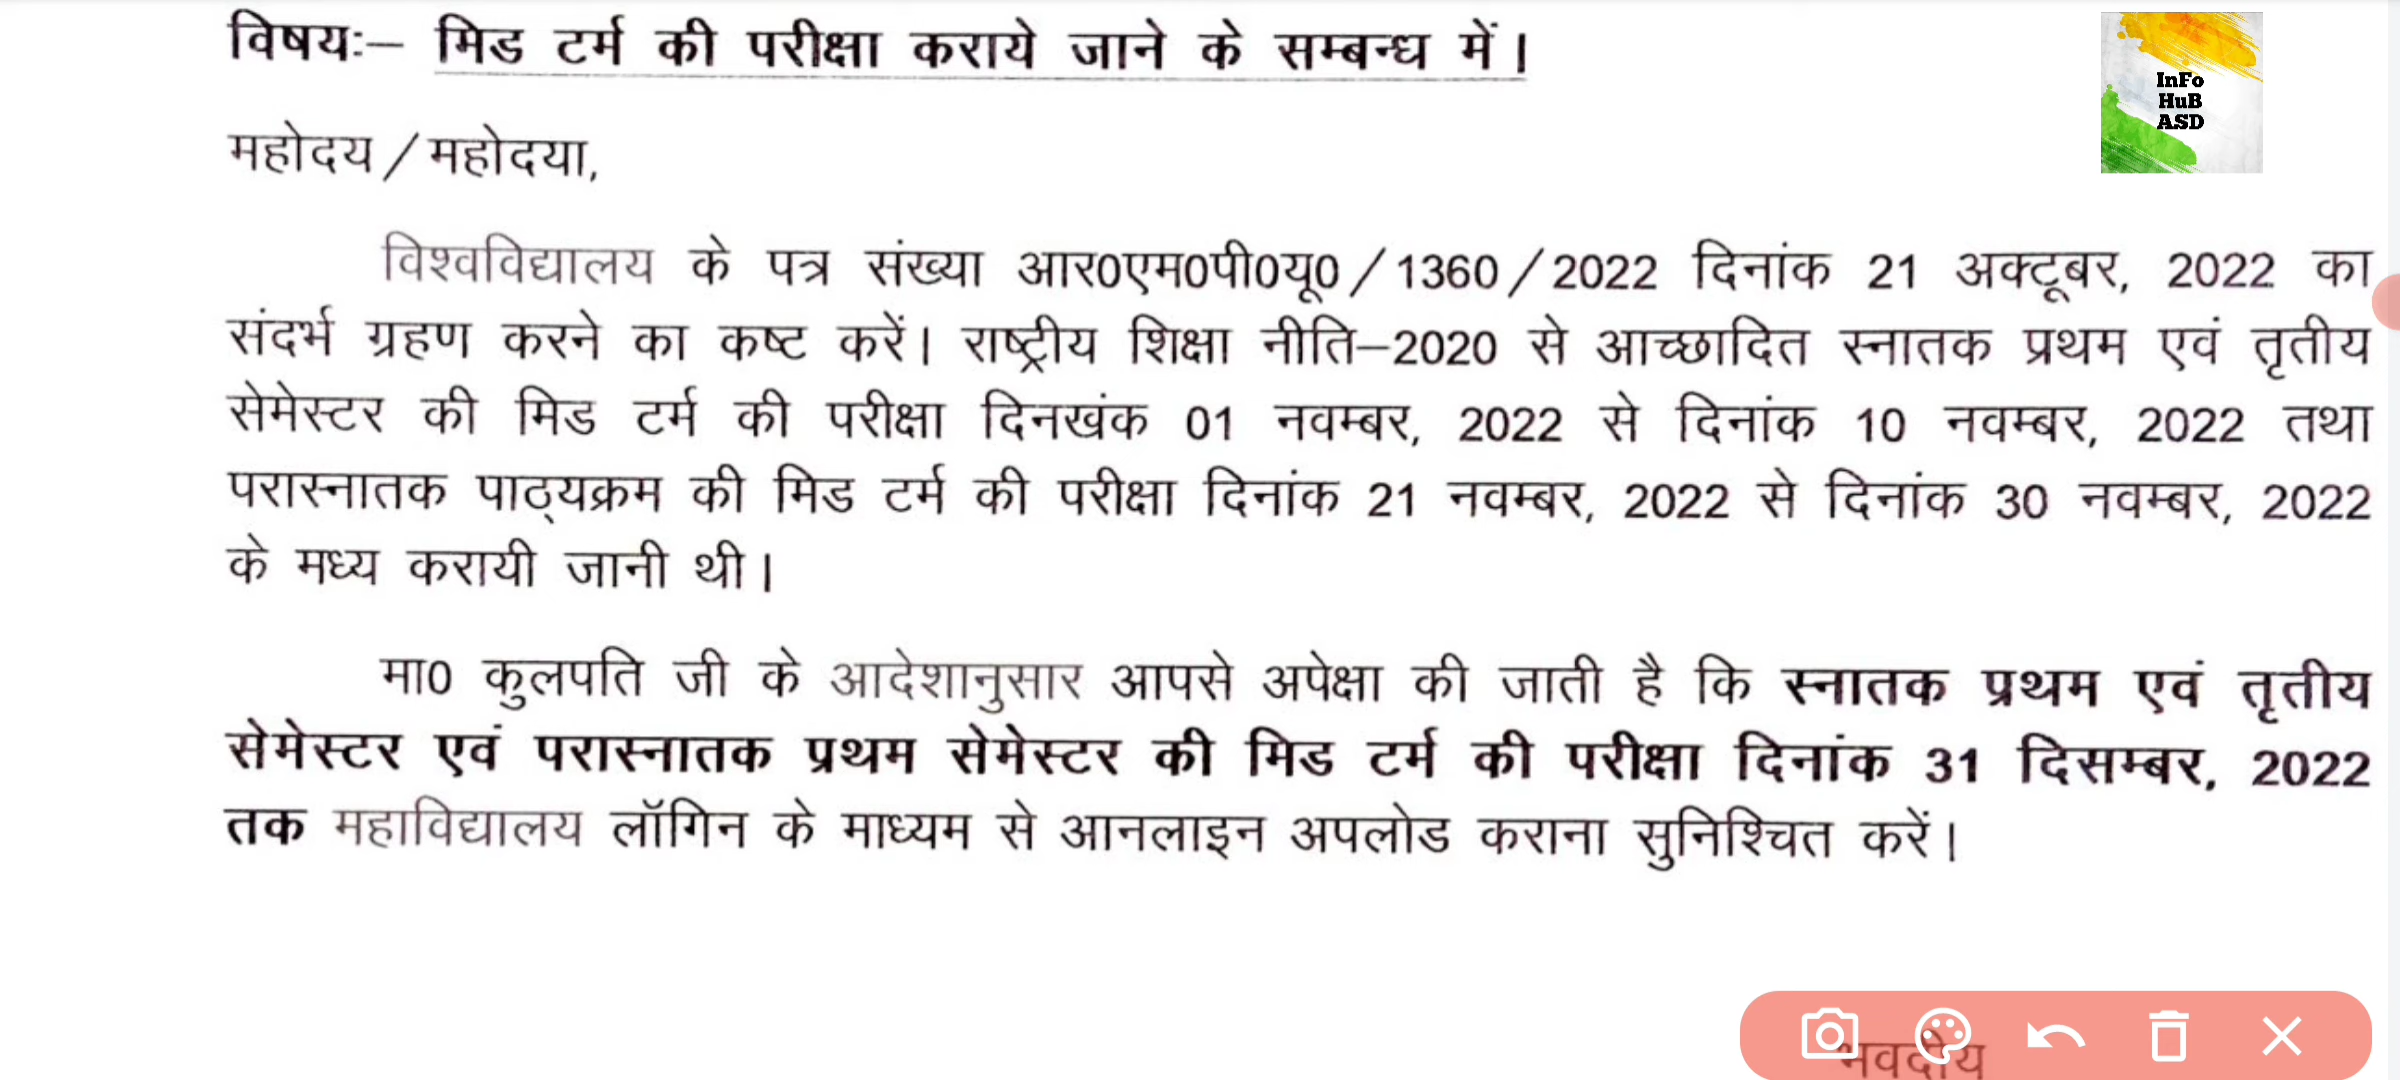 विषयः– मिड टर्म की परीक्षा कराये जाने के सम्बन्ध में।
InFo
HuB
ASD
महोदय/महोदया,
विश्वविद्यालय के पत्र संख्या आर0एम0पी0यू0/1360/2022 दिनांक 21 अक्टूबर, 2022 का
संदर्भ ग्रहण करने का कष्ट करें। राष्ट्रीय शिक्षा नीति–2020 से आच्छादित स्नातक प्रथम एवं तृतीय
सेमेस्टर की मिड टर्म की परीक्षा दिनखंक 01 नवम्बर, 2022 से दिनांक 10 नवम्बर, 2022 तथा
परास्नातक पाठ्यक्रम की मिड टर्म की परीक्षा दिनांक 21 नवम्बर, 2022 से दिनांक 30 नवम्बर, 2022
के मध्य करायी जानी थी।
मा0 कुलपति जी के आदेशानुसार आपसे अपेक्षा की जाती है कि स्नातक प्रथम एवं तृतीय
सेमेस्टर एवं परास्नातक प्रथम सेमेस्टर की मिड टर्म की परीक्षा दिनांक 31 दिसम्बर, 2022
तक महाविद्यालय लॉगिन के माध्यम से आनलाइन अपलोड कराना सुनिश्चित करें।
भवदीय